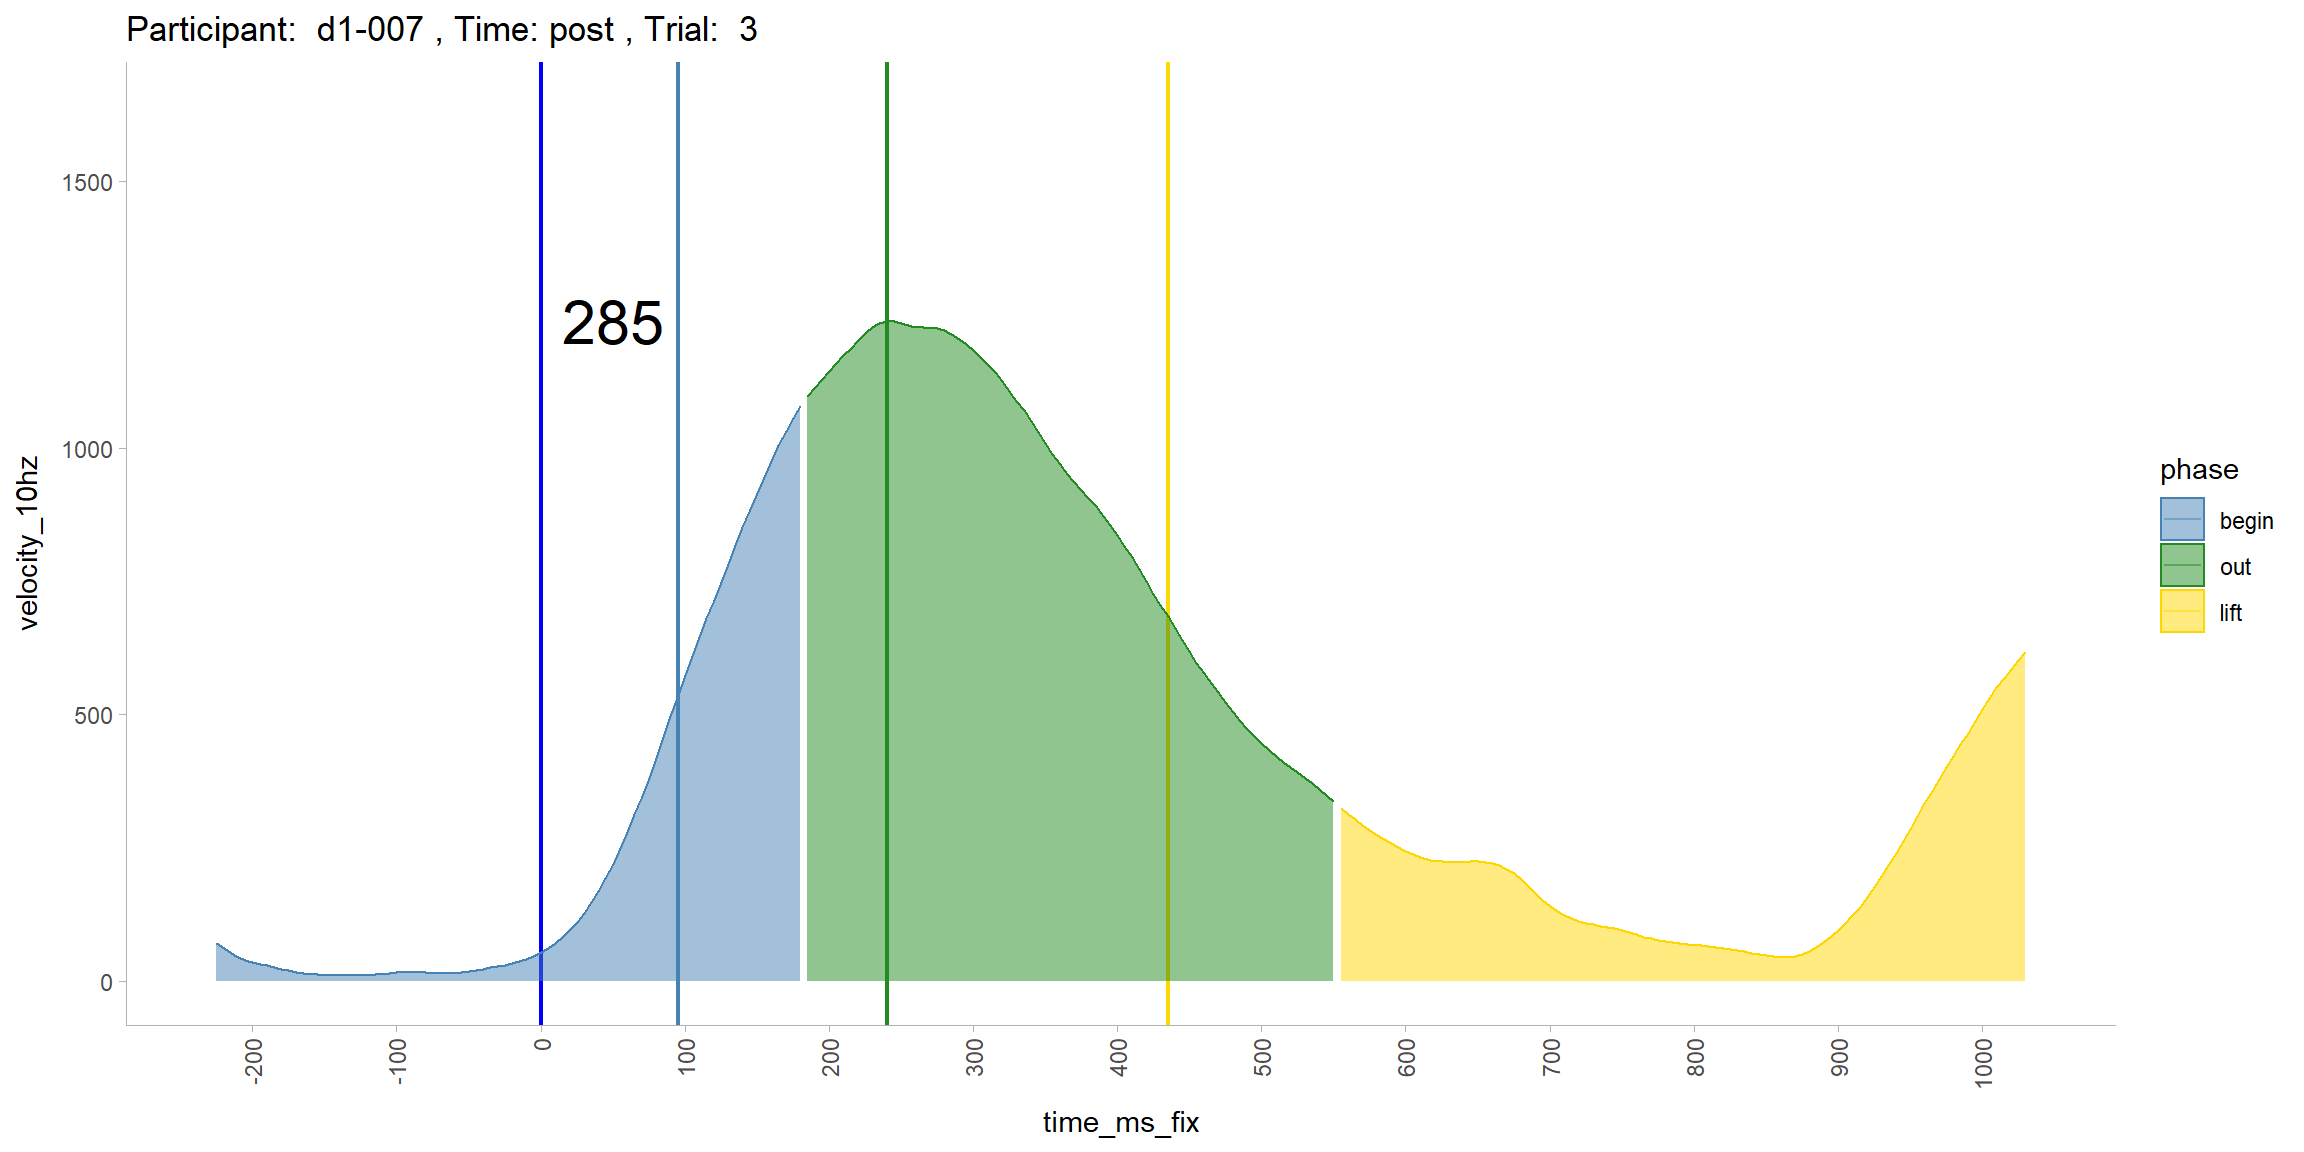 Participant:  d1-007 , Time: post , Trial:  3
1500
1000
500
0
velocity_10hz
285
-200
-100
0
100
200
300
400
500
600
700
800
900
1000
time_ms_fix
phase
begin
out
lift